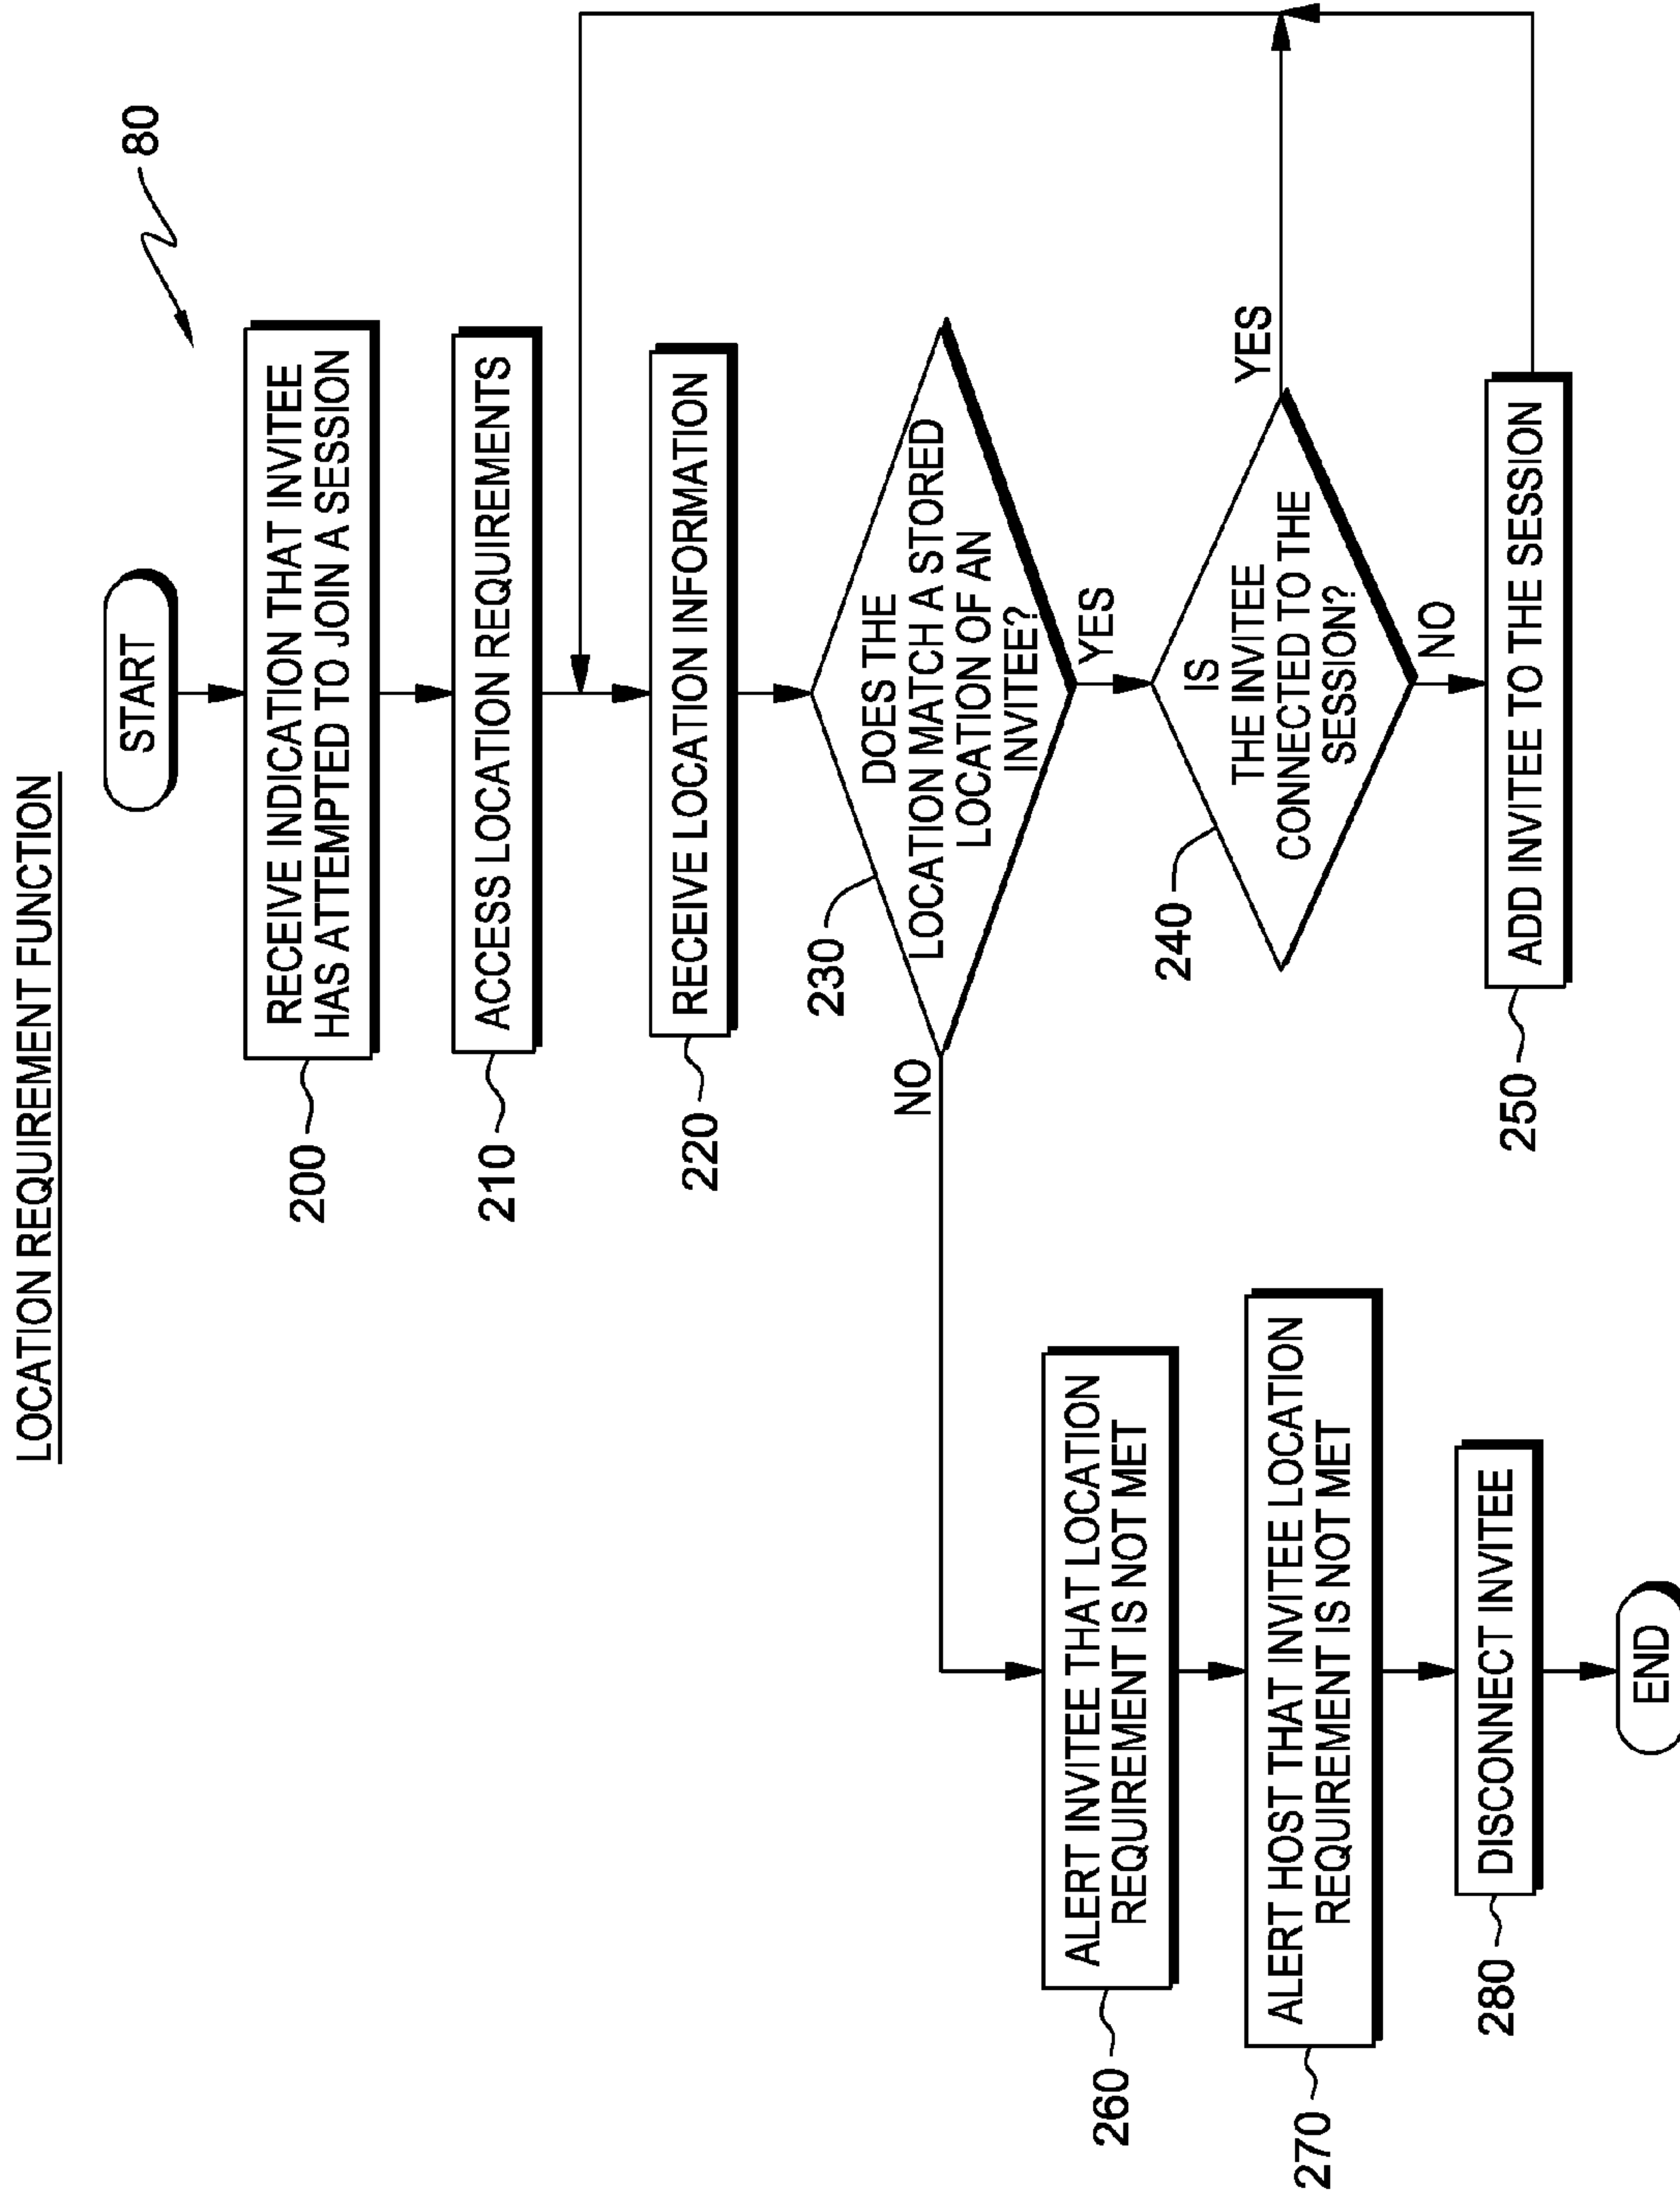 LOCATION REQUIREMENT FUNCTION
80
START
200
RECEIVE INDICATION THAT INVITEE
HAS ATTEMPTED TO JOIN A SESSION
210
ACCESS LOCATION REQUIREMENTS
220
RECEIVE LOCATION INFORMATION
230
DOES THE
LOCATION MATCH A STORED
LOCATION OF AN
INVITEE?
NO
YES
240
IS
THE INVITEE
CONNECTED TO THE
SESSION?
YES
NO
250
ADD INVITEE TO THE SESSION
260
ALERT INVITEE THAT LOCATION
REQUIREMENT IS NOT MET
270
ALERT HOST THAT INVITEE LOCATION
REQUIREMENT IS NOT MET
280
DISCONNECT INVITEE
END